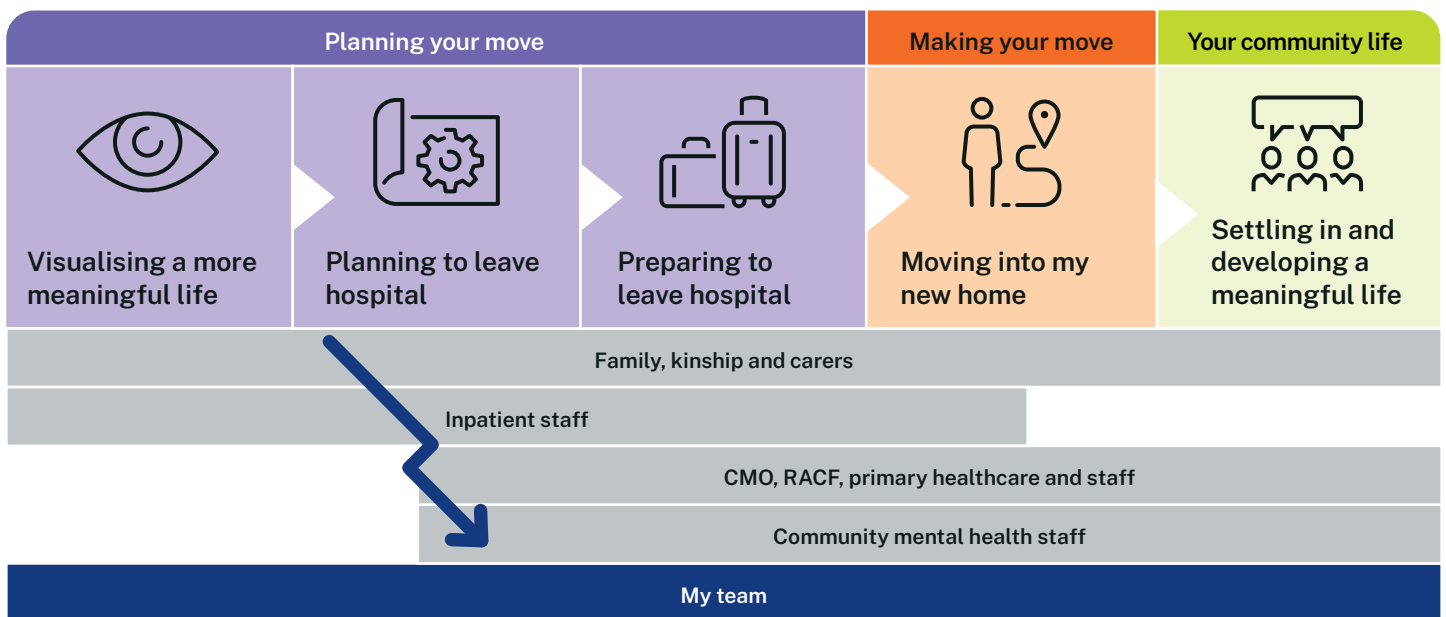 Planning your move
Making your move
Your community life
Visualising a more
meaningful life
Planning to leave
hospital
Preparing to
leave hospital
Moving into my
new home
Settling in and
developing a
meaningful life
Family, kinship and carers
Inpatient staff
CMO, RACF, primary healthcare and staff
Community mental health staff
My team